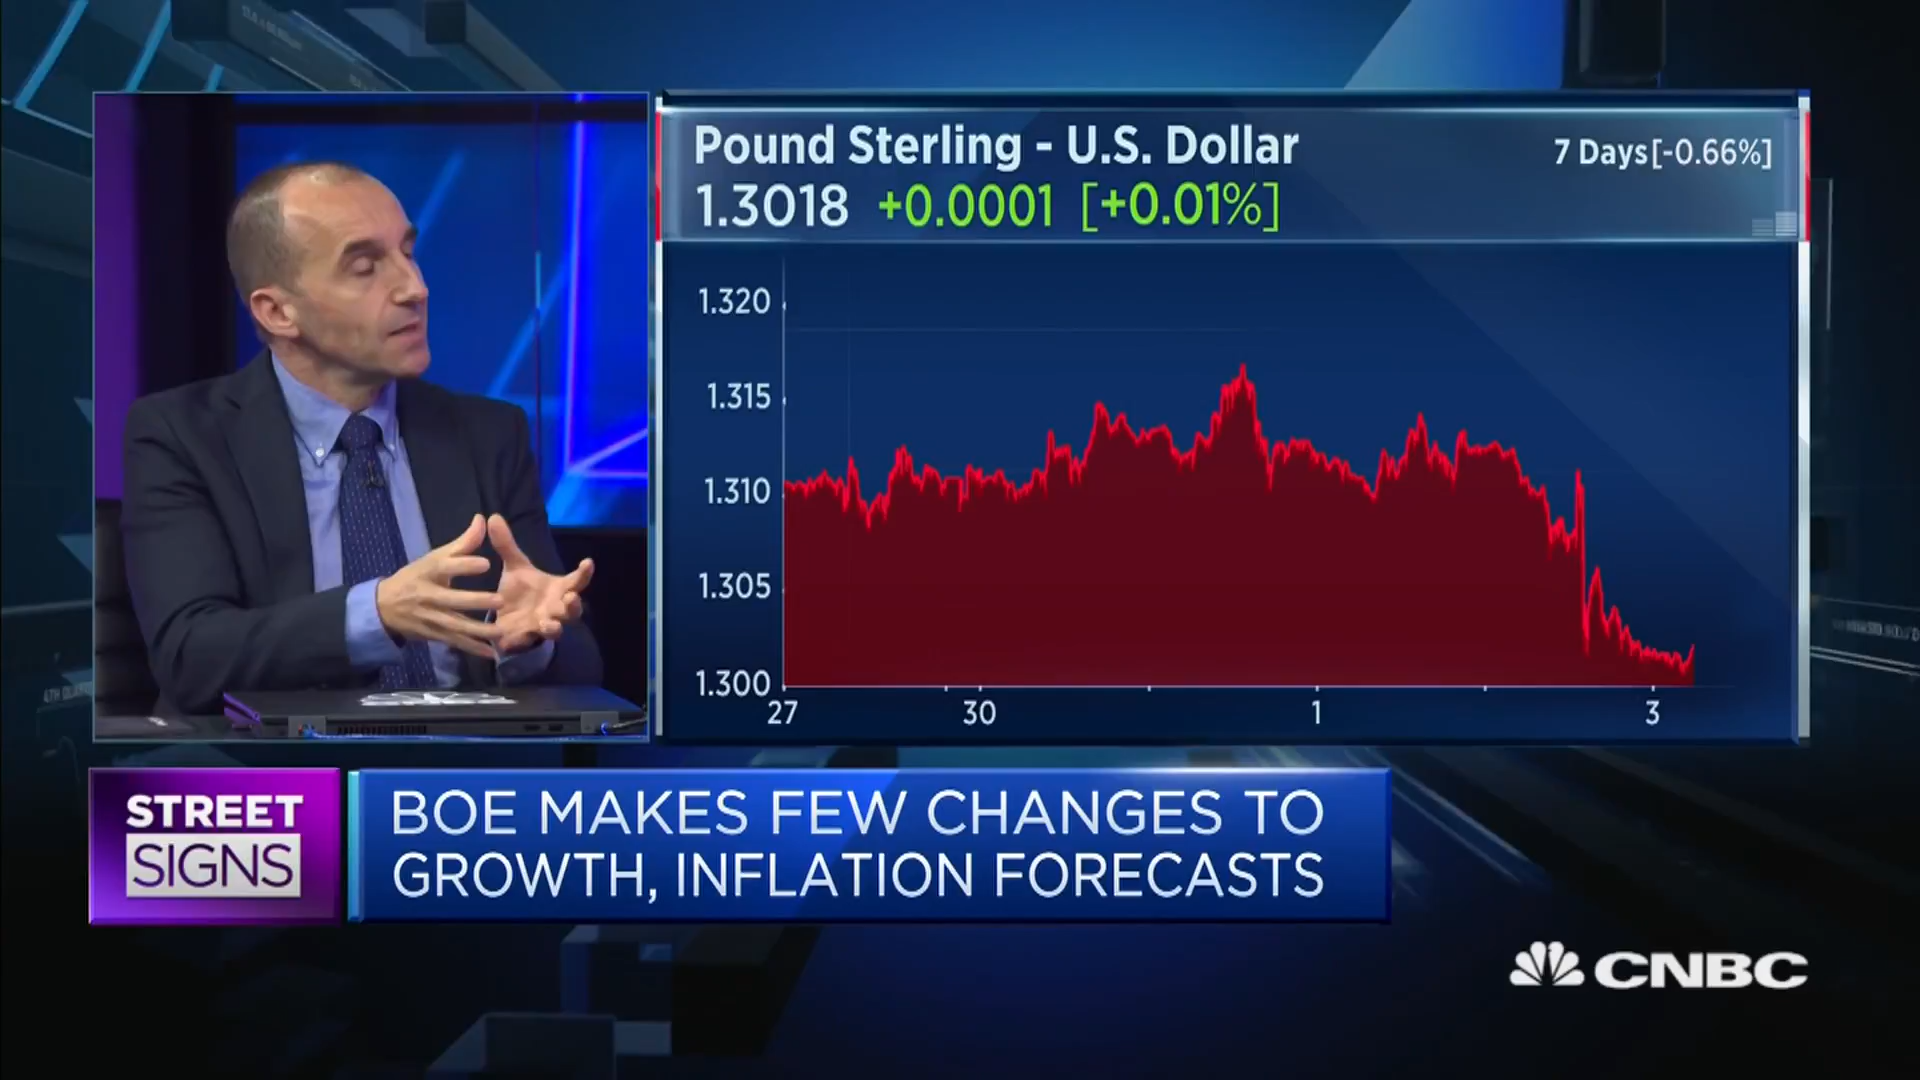 Pound Sterling - U.S. Dollar
7 Days[-0.66%]
1.3018 +0.0001 [+0.01%]
1.320
1.315
1.310
1.305
1.300
27 30 1 3
STREET
SIGNS
BOE MAKES FEW CHANGES TO
GROWTH, INFLATION FORECASTS
CNBC